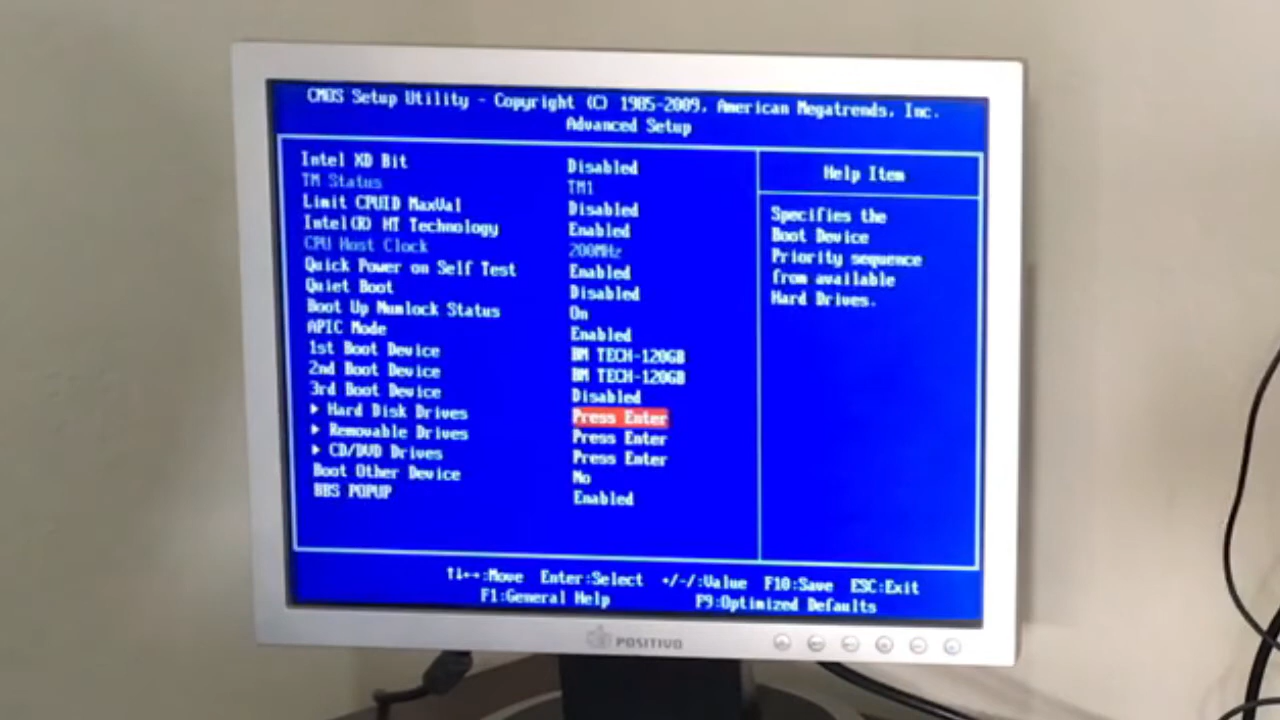 CMOS Setup Utility - Copyright (C) 1985-2009, American Megatrends, Inc.
Advanced Setup
Intel XD Bit Disabled
TM Status TM1
Limit CPUID MaxVal Disabled
Intel(R) HT Technology Enabled
CPU Host Clock 200MHz
Quick Power on Self Test Enabled
Quiet Boot Disabled
Boot Up Numlock Status On
APIC Mode Enabled
1st Boot Device BM TECH-120GB
2nd Boot Device BM TECH-120GB
3rd Boot Device Disabled
▶ Hard Disk Drives Press Enter
▶ Removable Drives Press Enter
▶ CD/DVD Drives Press Enter
Boot Other Device No
BBS POPUP Enabled
Help Item
Specifies the
Boot Device
Priority sequence
from available
Hard Drives.
↑↓←→:Move Enter:Select +/-/:Value F10:Save ESC:Exit
F1:General Help F9:Optimized Defaults
POSITIVO